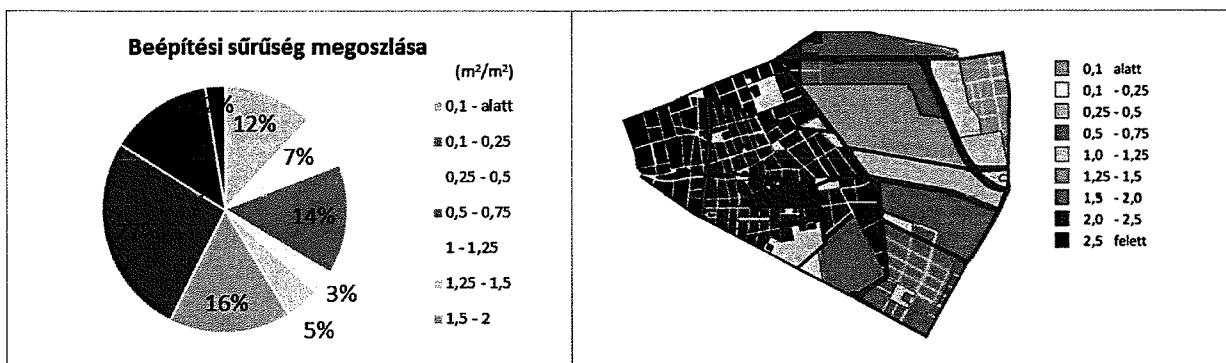 Beépítési sűrűség megoszlása
(m²/m²)
0,1 - alatt
0,1 - 0,25
0,25 - 0,5
0,5 - 0,75
1 - 1,25
1,25 - 1,5
1,5 - 2
12%
7%
14%
3%
5%
16%
0,1 alatt
0,1 - 0,25
0,25 - 0,5
0,5 - 0,75
1,0 - 1,25
1,25 - 1,5
1,5 - 2,0
2,0 - 2,5
2,5 felett